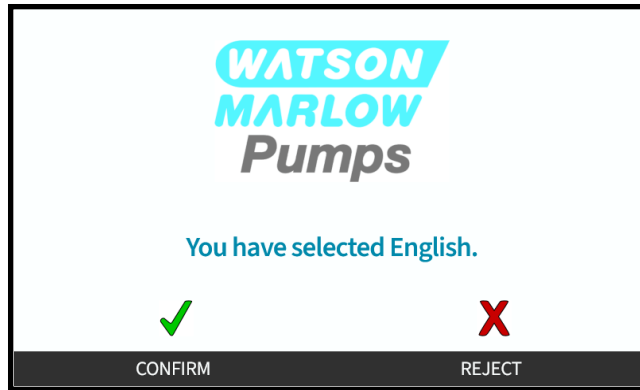 WATSON
MARLOW
Pumps
You have selected English.
CONFIRM
REJECT